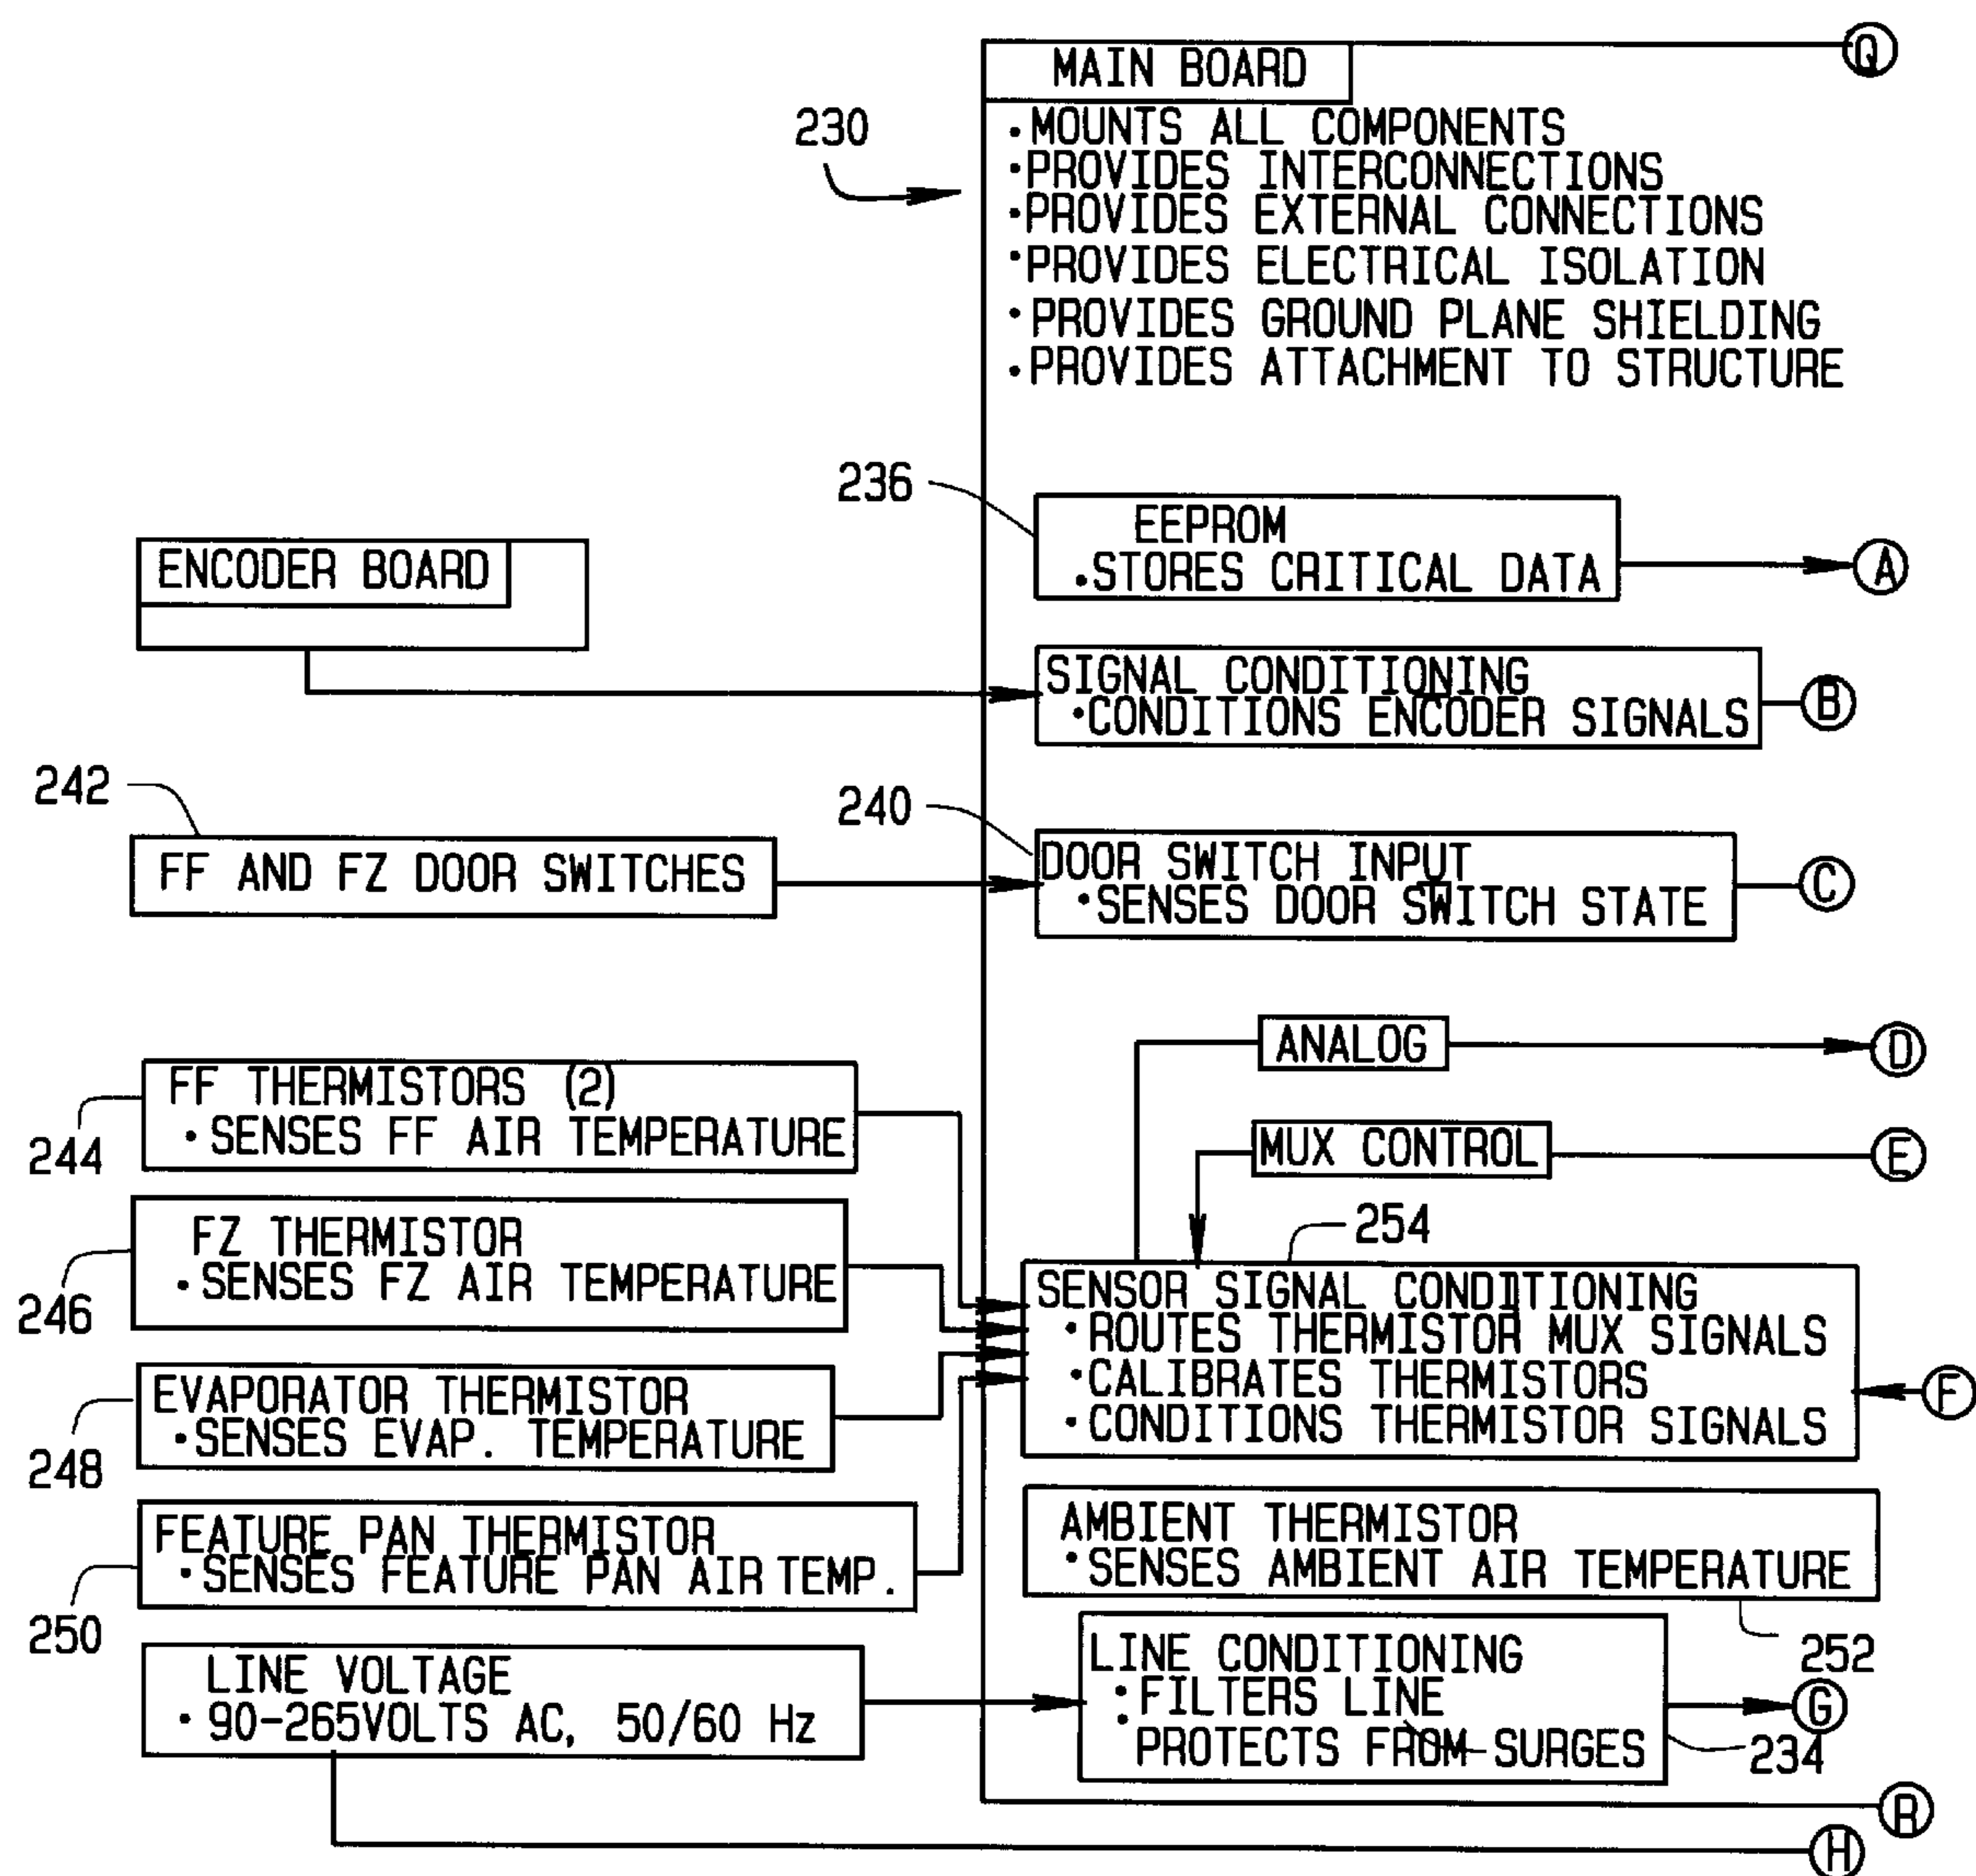 Q
MAIN BOARD
230
•MOUNTS ALL COMPONENTS
•PROVIDES INTERCONNECTIONS
•PROVIDES EXTERNAL CONNECTIONS
•PROVIDES ELECTRICAL ISOLATION
•PROVIDES GROUND PLANE SHIELDING
•PROVIDES ATTACHMENT TO STRUCTURE
236
EEPROM
•STORES CRITICAL DATA
A
ENCODER BOARD
SIGNAL CONDITIONING
•CONDITIONS ENCODER SIGNALS
B
242
FF AND FZ DOOR SWITCHES
240
DOOR SWITCH INPUT
•SENSES DOOR SWITCH STATE
C
ANALOG
D
FF THERMISTORS (2)
•SENSES FF AIR TEMPERATURE
244
MUX CONTROL
E
FZ THERMISTOR
•SENSES FZ AIR TEMPERATURE
246
254
SENSOR SIGNAL CONDITIONING
•ROUTES THERMISTOR MUX SIGNALS
•CALIBRATES THERMISTORS
•CONDITIONS THERMISTOR SIGNALS
F
EVAPORATOR THERMISTOR
•SENSES EVAP. TEMPERATURE
248
FEATURE PAN THERMISTOR
•SENSES FEATURE PAN AIR TEMP.
250
AMBIENT THERMISTOR
•SENSES AMBIENT AIR TEMPERATURE
252
LINE VOLTAGE
•90-265VOLTS AC, 50/60 Hz
LINE CONDITIONING
•FILTERS LINE
•PROTECTS FROM SURGES
G
234
R
H